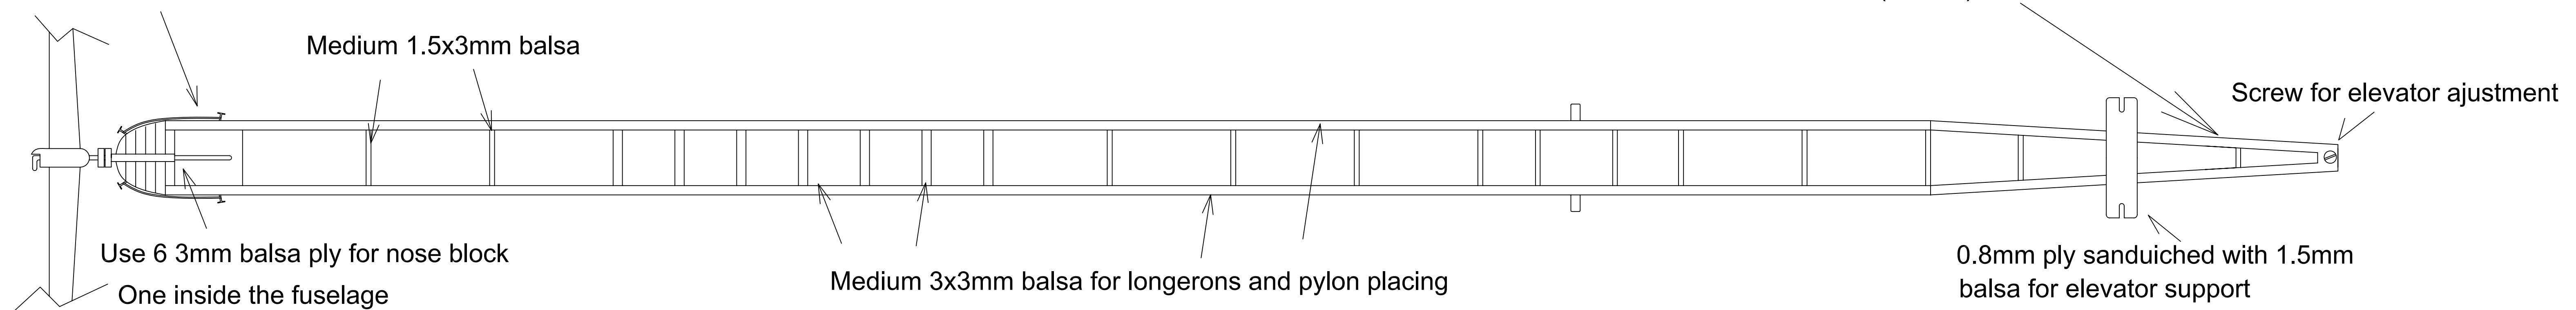 Medium 1.5x3mm balsa
Screw for elevator ajustment
Use 6 3mm balsa ply for nose block
One inside the fuselage
Medium 3x3mm balsa for longerons and pylon placing
0.8mm ply sanduiched with 1.5mm
balsa for elevator support